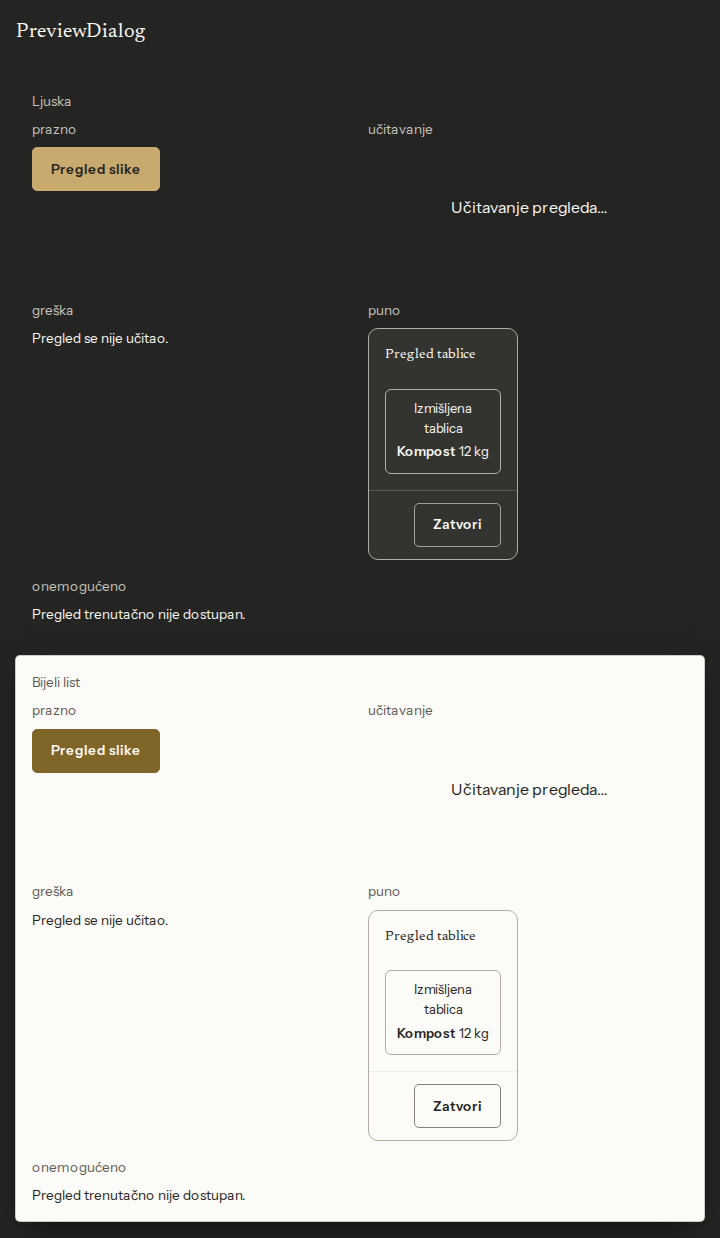 PreviewDialog
Ljuska
prazno
učitavanje
Pregled slike
Učitavanje pregleda…
greška
puno
Pregled se nije učitao.
Pregled tablice
Izmišljena
tablica
Kompost 12 kg
Zatvori
onemogućeno
Pregled trenutačno nije dostupan.
Bijeli list
prazno
učitavanje
Pregled slike
Učitavanje pregleda…
greška
puno
Pregled se nije učitao.
Pregled tablice
Izmišljena
tablica
Kompost 12 kg
Zatvori
onemogućeno
Pregled trenutačno nije dostupan.